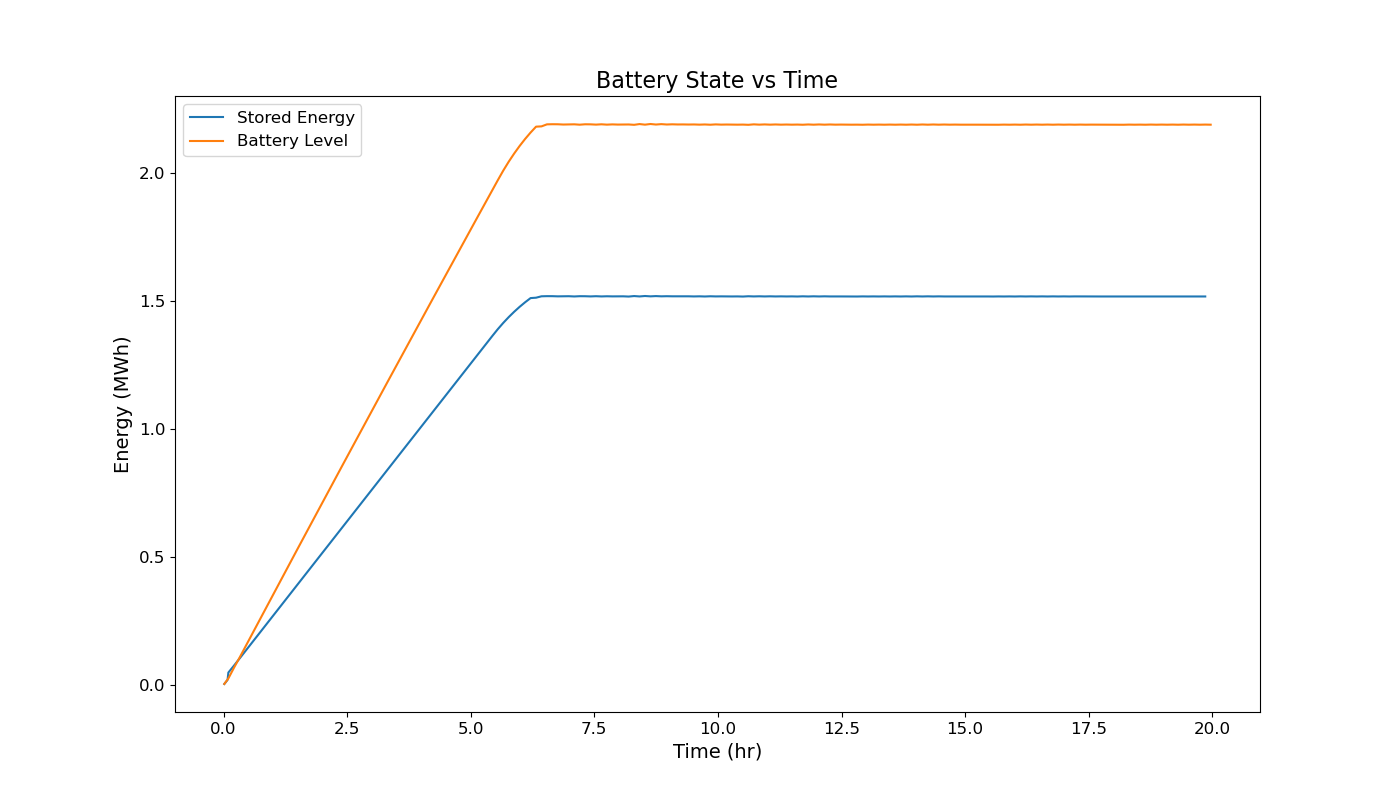 Battery State vs Time
Stored Energy
Battery Level
Energy (MWh)
2.0
1.5
1.0
0.5
0.0
0.0 2.5 5.0 7.5 10.0 12.5 15.0 17.5 20.0
Time (hr)